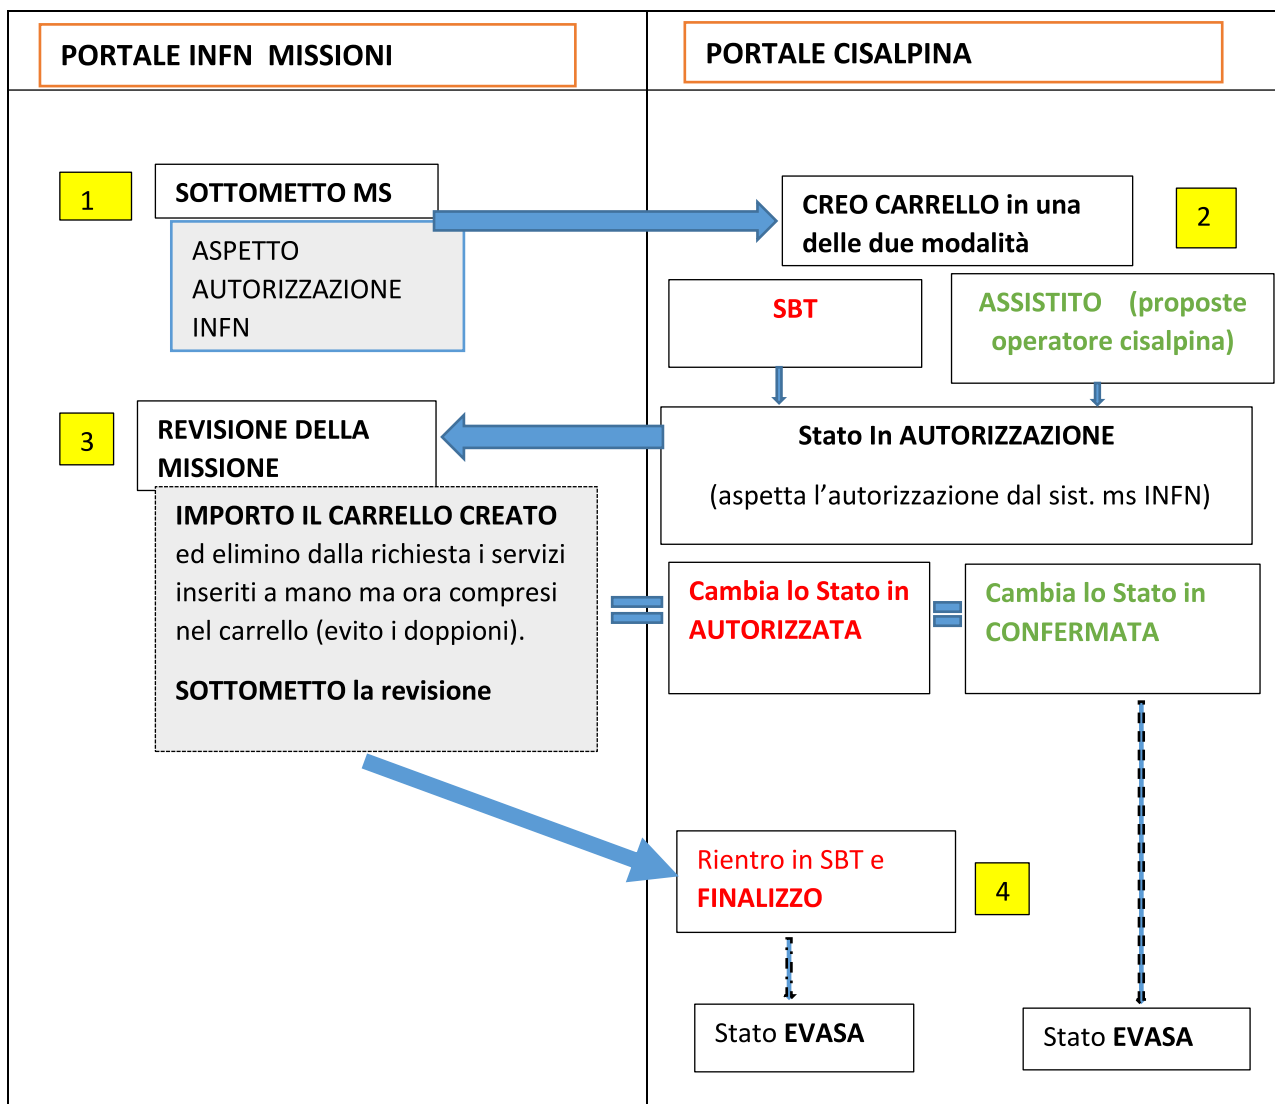 PORTALE INFN MISSIONI
PORTALE CISALPINA
1
SOTTOMETTO MS
ASPETTO
AUTORIZZAZIONE
INFN
CREO CARRELLO in una
delle due modalità
2
SBT
ASSISTITO (proposte
operatore cisalpina)
Stato In AUTORIZZAZIONE
(aspetta l’autorizzazione dal sist. ms INFN)
3
REVISIONE DELLA
MISSIONE
IMPORTO IL CARRELLO CREATO
ed elimino dalla richiesta i servizi
inseriti a mano ma ora compresi
nel carrello (evito i doppioni).
SOTTOMETTO la revisione
Cambia lo Stato in
AUTORIZZATA
Cambia lo Stato in
CONFERMATA
Rientro in SBT e
FINALIZZO
4
Stato EVASA
Stato EVASA